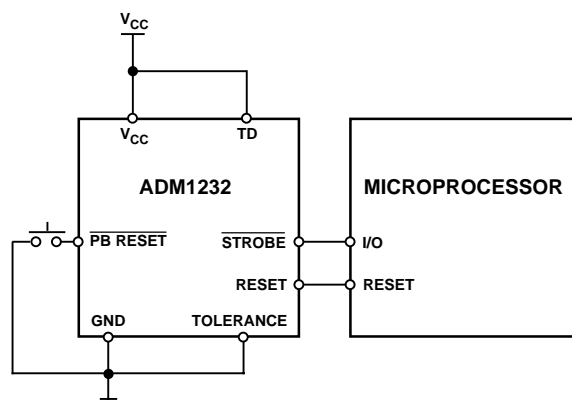 VCC
VCC
TD
ADM1232
MICROPROCESSOR
PB RESET
STROBE
I/O
RESET
RESET
GND
TOLERANCE